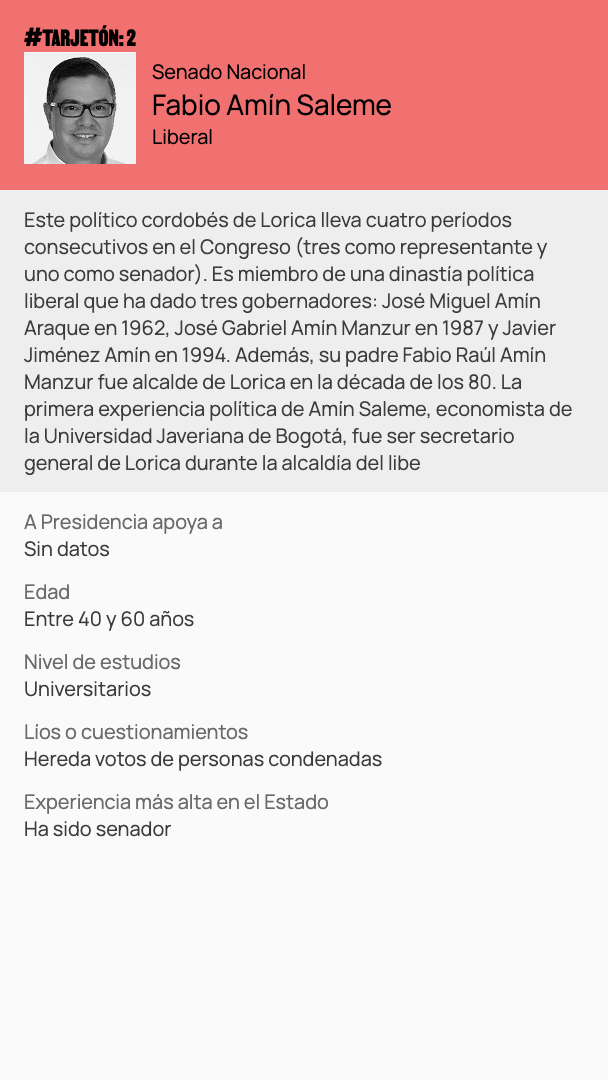 #TARJETÓN: 2
Senado Nacional
Fabio Amín Saleme
Liberal
Este político cordobés de Lorica lleva cuatro períodos
consecutivos en el Congreso (tres como representante y
uno como senador). Es miembro de una dinastía política
liberal que ha dado tres gobernadores: José Miguel Amín
Araque en 1962, José Gabriel Amín Manzur en 1987 y Javier
Jiménez Amín en 1994. Además, su padre Fabio Raúl Amín
Manzur fue alcalde de Lorica en la década de los 80. La
primera experiencia política de Amín Saleme, economista de
la Universidad Javeriana de Bogotá, fue ser secretario
general de Lorica durante la alcaldía del libe
A Presidencia apoya a
Sin datos
Edad
Entre 40 y 60 años
Nivel de estudios
Universitarios
Líos o cuestionamientos
Hereda votos de personas condenadas
Experiencia más alta en el Estado
Ha sido senador